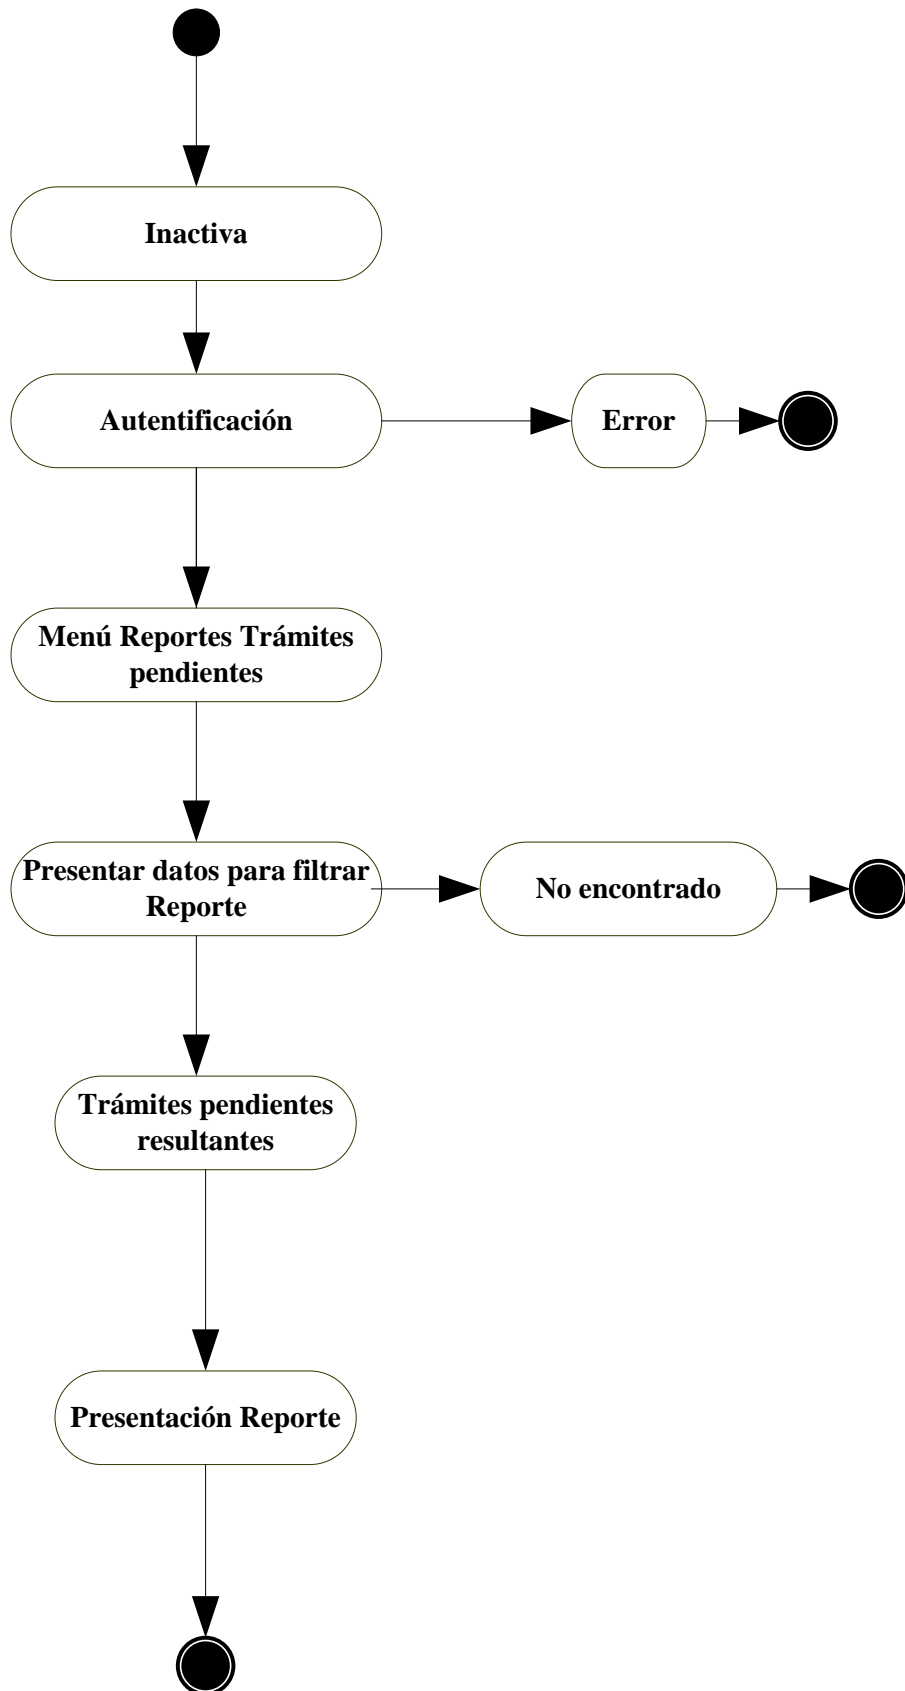 Inactiva
Autentificación
Error
Menú Reportes Trámites
pendientes
Presentar datos para filtrar
Reporte
No encontrado
Trámites pendientes
resultantes
Presentación Reporte